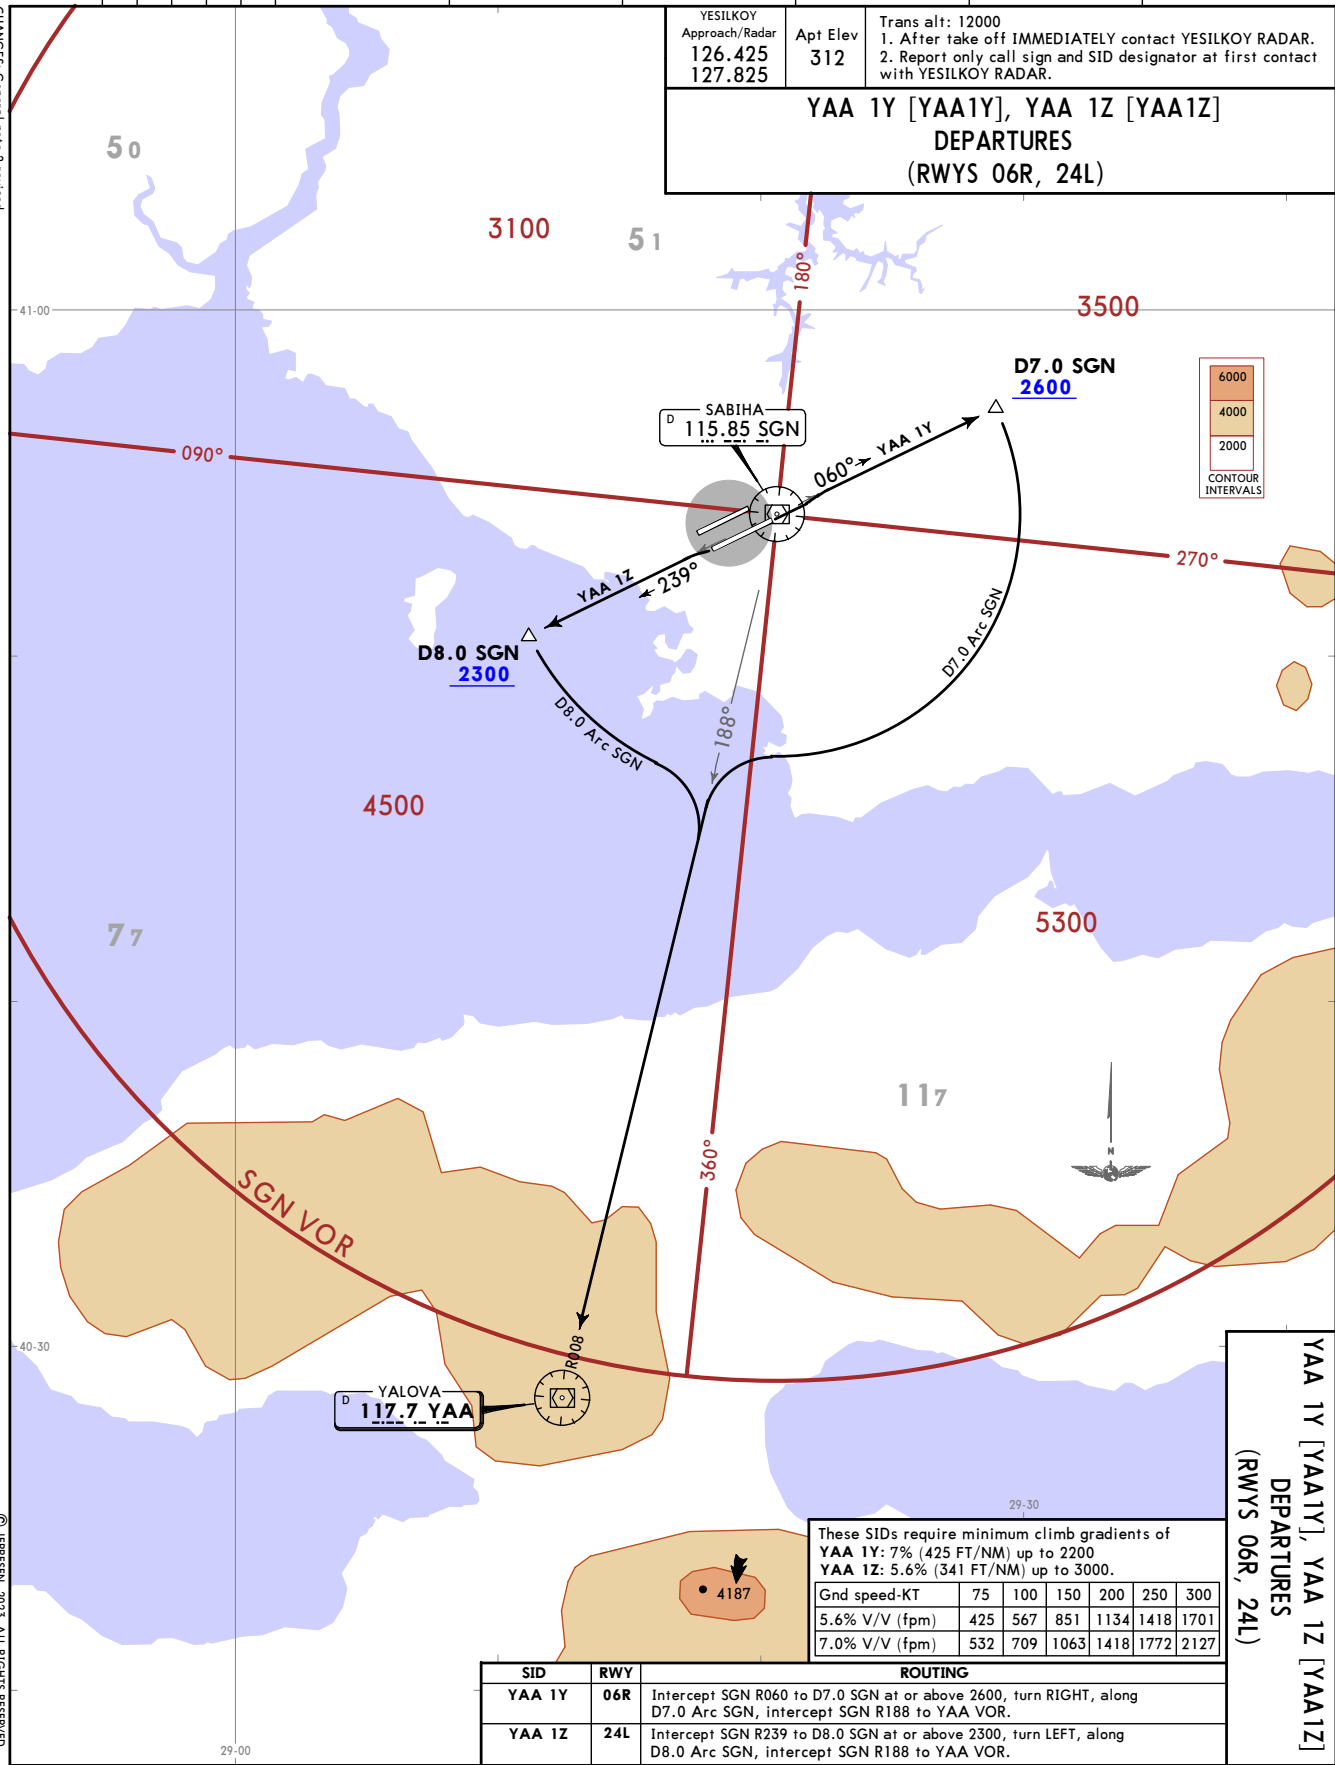 YESILKOY
Approach/Radar
126.425
127.825
Apt Elev
312
Trans alt: 12000
1. After take off IMMEDIATELY contact YESILKOY RADAR.
2. Report only call sign and SID designator at first contact
with YESILKOY RADAR.
YAA 1Y [YAA1Y], YAA 1Z [YAA1Z]
DEPARTURES
(RWYS 06R, 24L)
50
3100
51
180°
41-00
3500
D7.0 SGN
2600
6000
4000
2000
CONTOUR
INTERVALS
SABIHA
D 115.85 SGN
090°
060°
YAA 1Y
270°
YAA 1Z
239°
D8.0 SGN
2300
D7.0 Arc SGN
D8.0 Arc SGN
188°
4500
77
5300
117
N
360°
SGN VOR
40-30
R008
YALOVA
D 117.7 YAA
29-30
4187
These SIDs require minimum climb gradients of
YAA 1Y: 7% (425 FT/NM) up to 2200
YAA 1Z: 5.6% (341 FT/NM) up to 3000.
Gnd speed-KT 75 100 150 200 250 300
5.6% V/V (fpm) 425 567 851 1134 1418 1701
7.0% V/V (fpm) 532 709 1063 1418 1772 2127
SID RWY ROUTING
YAA 1Y 06R Intercept SGN R060 to D7.0 SGN at or above 2600, turn RIGHT, along
D7.0 Arc SGN, intercept SGN R188 to YAA VOR.
YAA 1Z 24L Intercept SGN R239 to D8.0 SGN at or above 2300, turn LEFT, along
D8.0 Arc SGN, intercept SGN R188 to YAA VOR.
29-00
YAA 1Y [YAA1Y], YAA 1Z [YAA1Z]
DEPARTURES
(RWYS 06R, 24L)